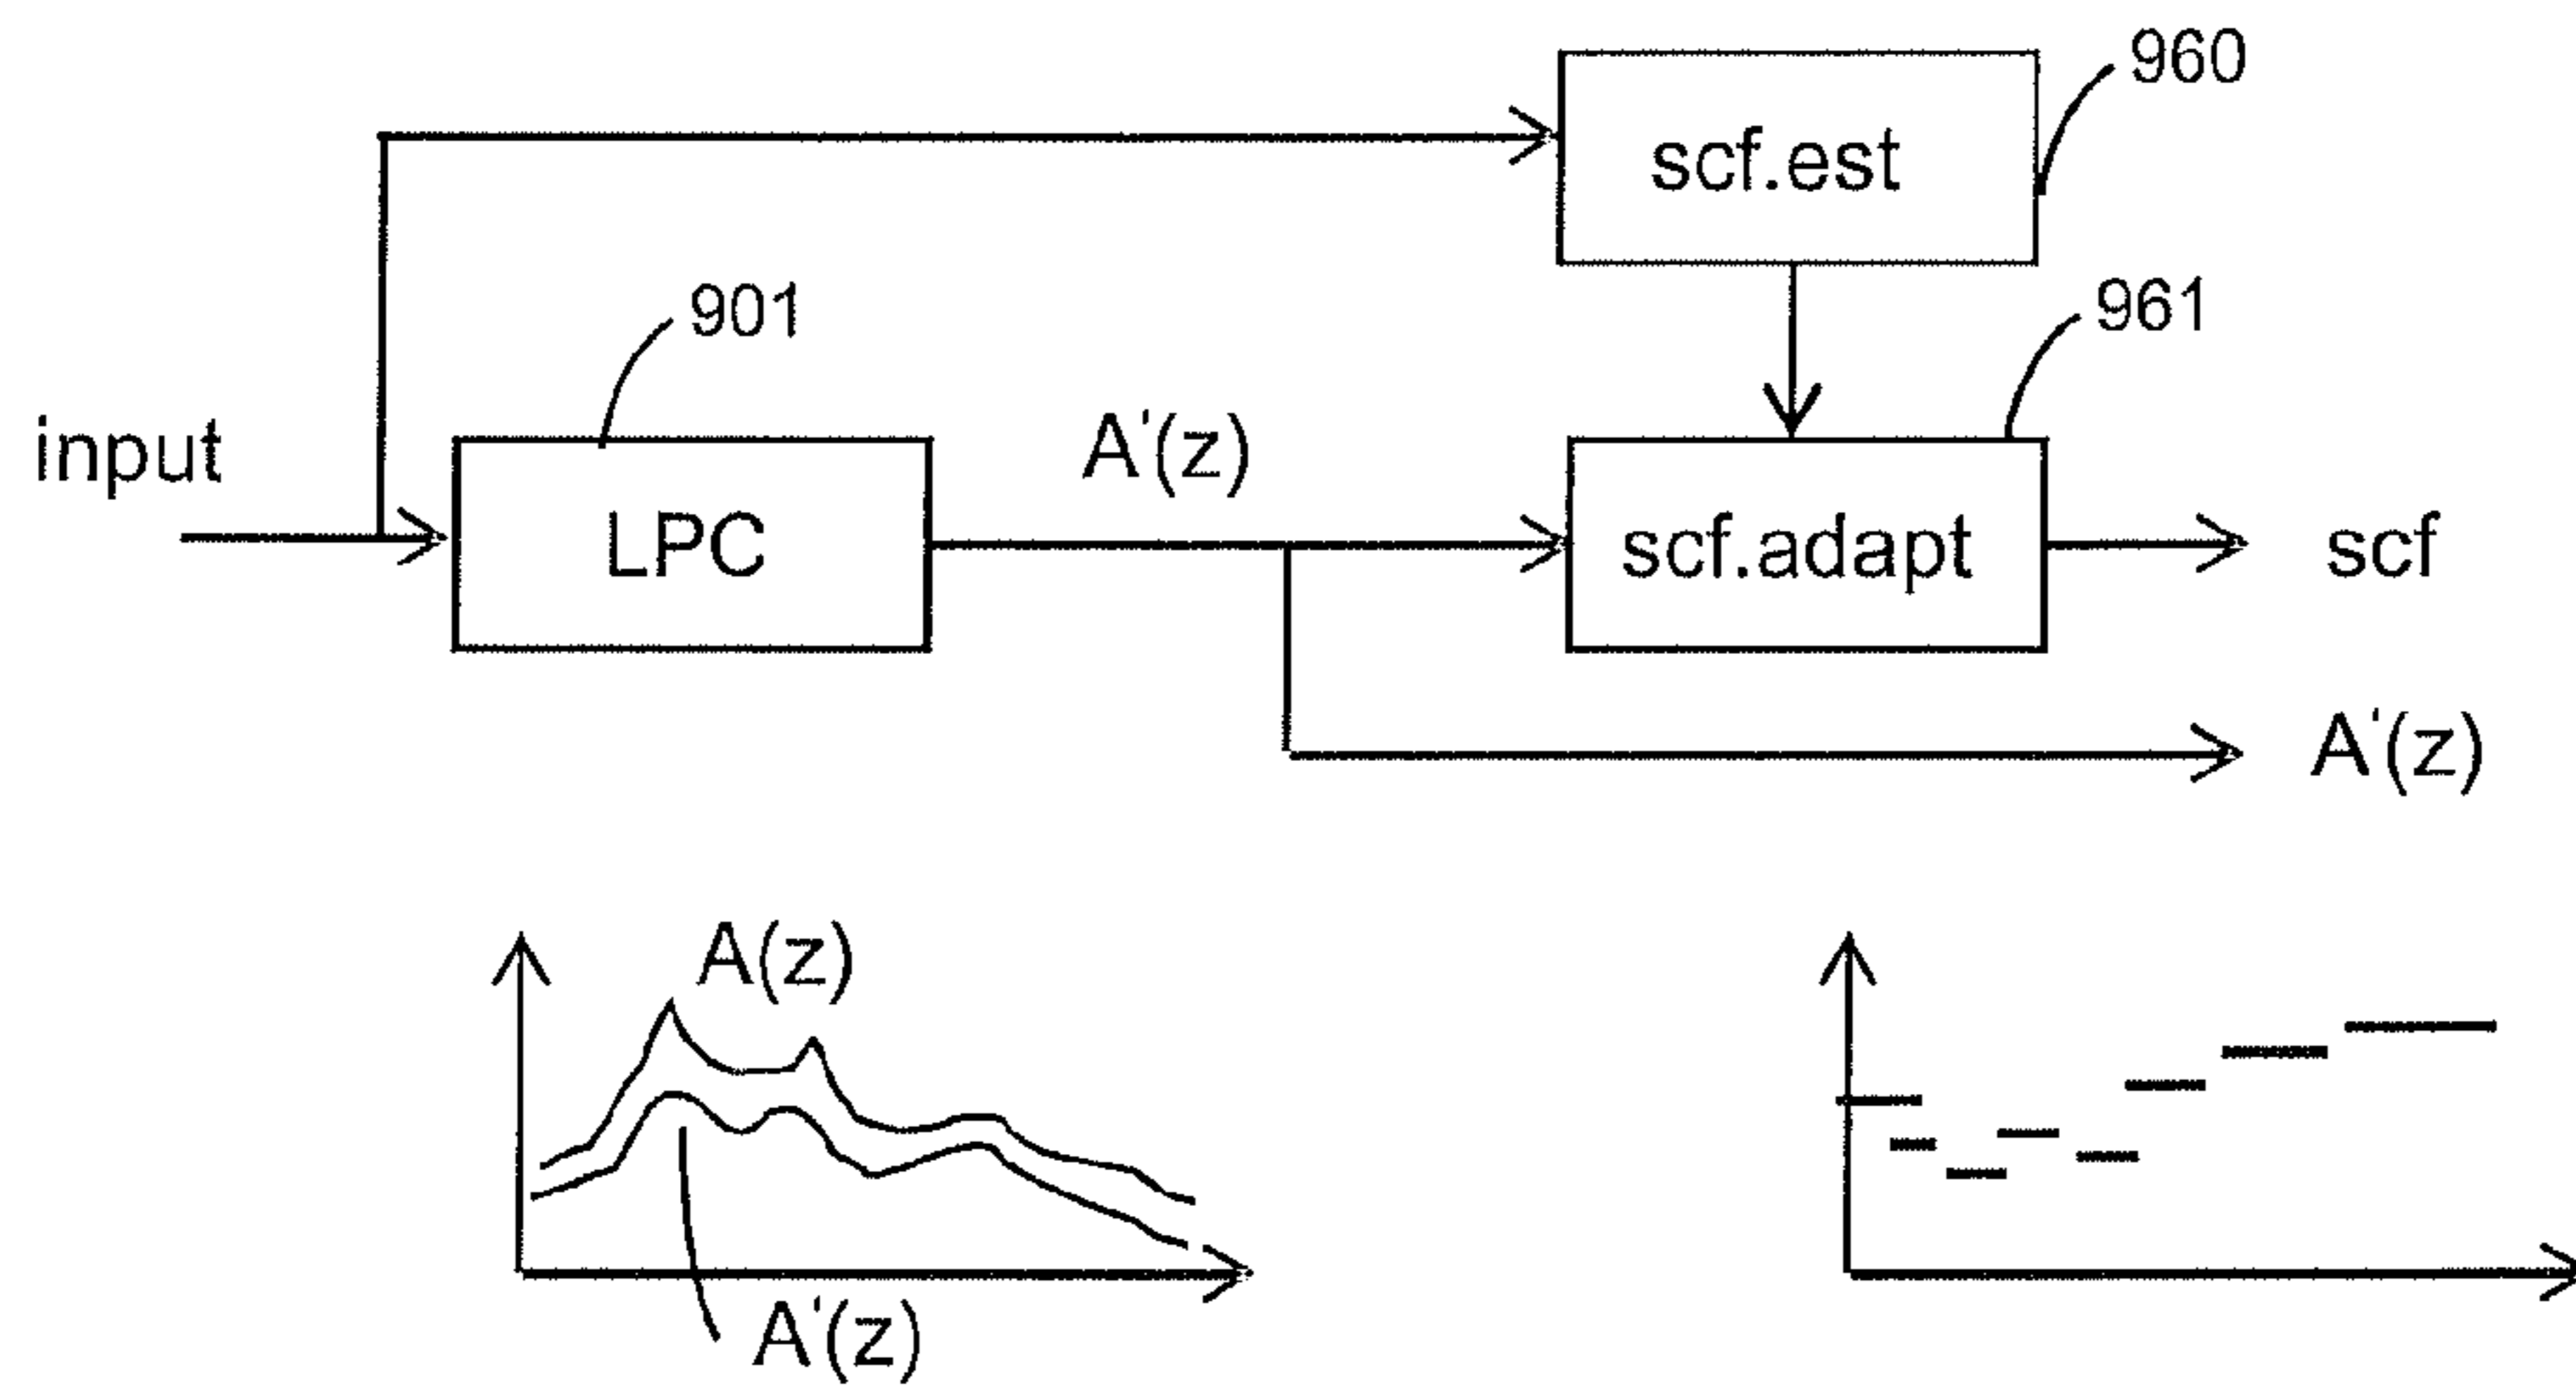 960
scf.est
901
961
input
A'(z)
LPC
scf.adapt
scf
A'(z)
A(z)
A'(z)